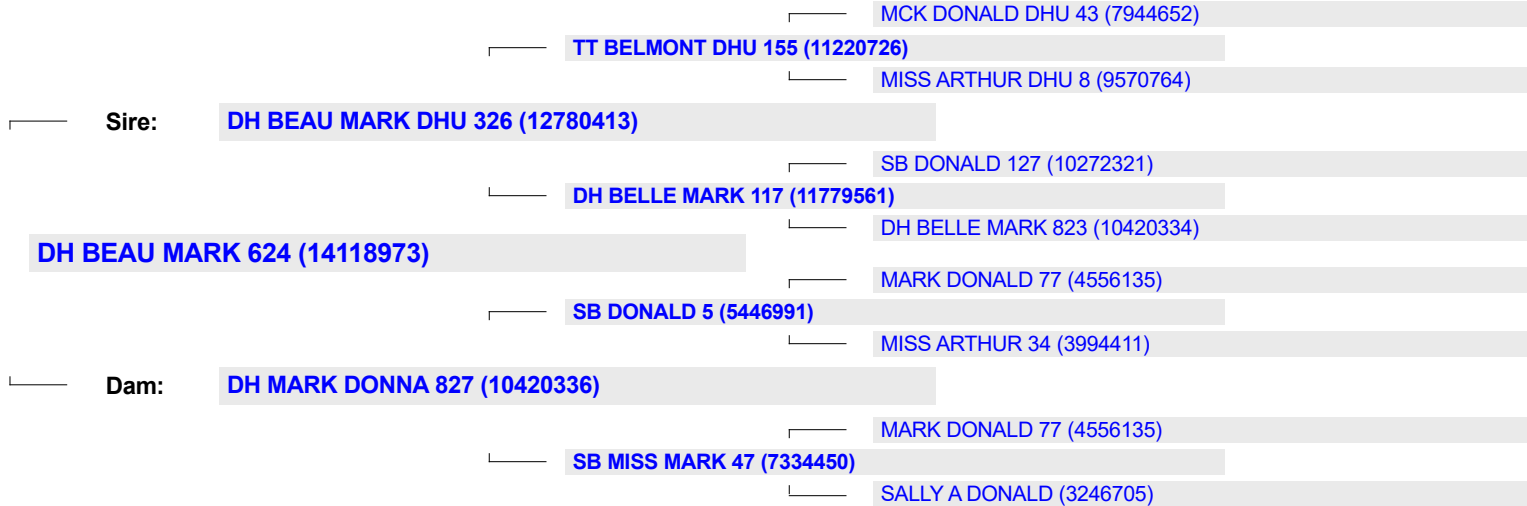 MCK DONALD DHU 43 (7944652)
TT BELMONT DHU 155 (11220726)
MISS ARTHUR DHU 8 (9570764)
Sire: DH BEAU MARK DHU 326 (12780413)
SB DONALD 127 (10272321)
DH BELLE MARK 117 (11779561)
DH BELLE MARK 823 (10420334)
DH BEAU MARK 624 (14118973)
MARK DONALD 77 (4556135)
SB DONALD 5 (5446991)
MISS ARTHUR 34 (3994411)
Dam: DH MARK DONNA 827 (10420336)
MARK DONALD 77 (4556135)
SB MISS MARK 47 (7334450)
SALLY A DONALD (3246705)